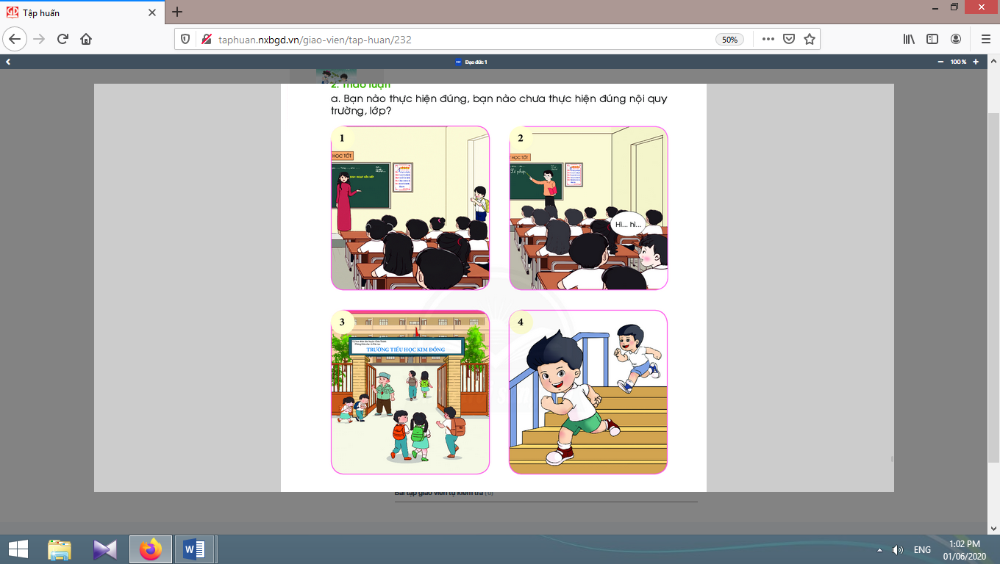 Tập huấn
taphuan.nxbgd.vn/giao-vien/tap-huan/232
50%
Đạo đức 1
100 %
2. Thảo luận
a. Bạn nào thực hiện đúng, bạn nào chưa thực hiện đúng nội quy
trường, lớp?
1
HỌC TỐT
2
HỌC TỐT
Lễ phép
Hì... hì...
3
TRƯỜNG TIỂU HỌC KIM ĐỒNG
4
Bài tập giáo viên tự kiểm tra (0)
ENG
1:02 PM
01/06/2020